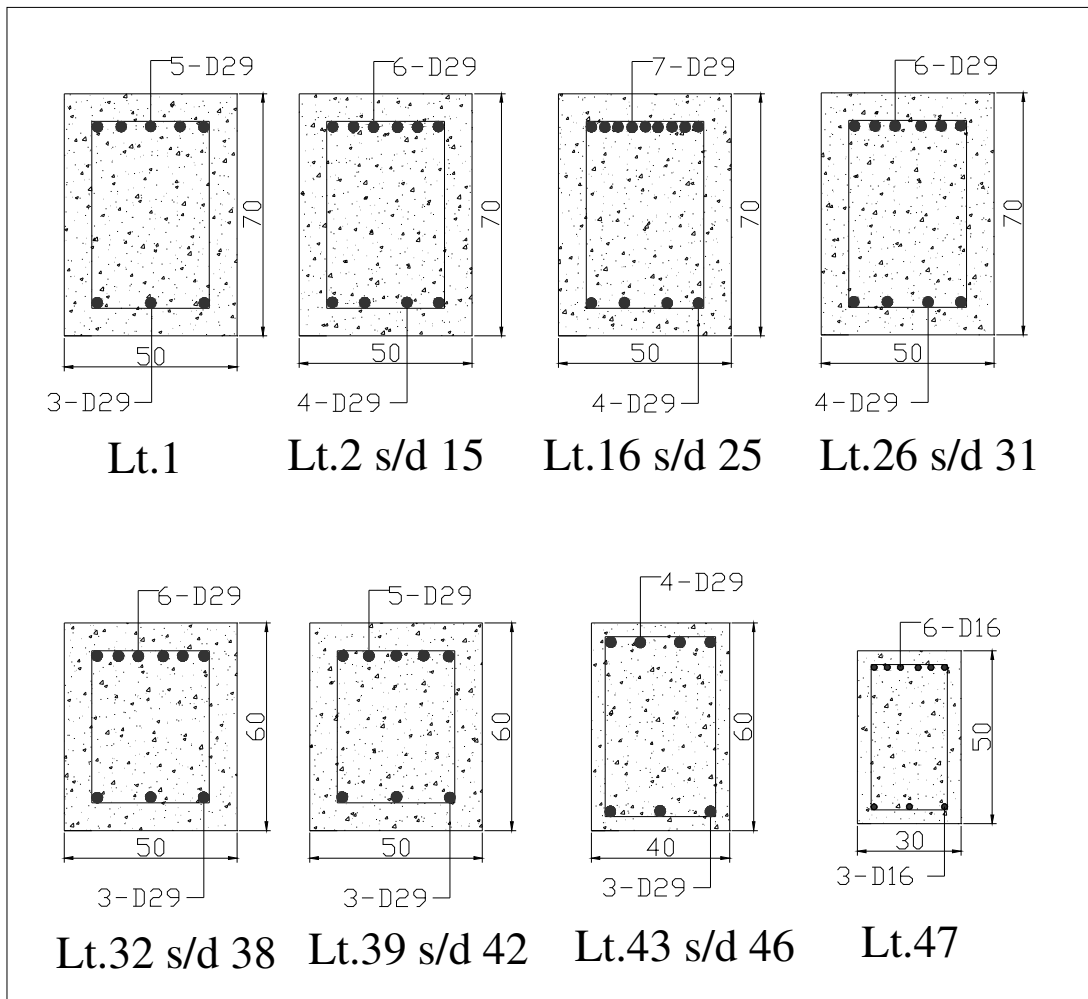 5-D29
6-D29
7-D29
6-D29
70
70
70
70
50
50
50
50
3-D29
4-D29
4-D29
4-D29
Lt.1
Lt.2 s/d 15
Lt.16 s/d 25
Lt.26 s/d 31
6-D29
5-D29
4-D29
6-D16
60
60
60
50
50
50
40
30
3-D29
3-D29
3-D29
3-D16
Lt.32 s/d 38
Lt.39 s/d 42
Lt.43 s/d 46
Lt.47